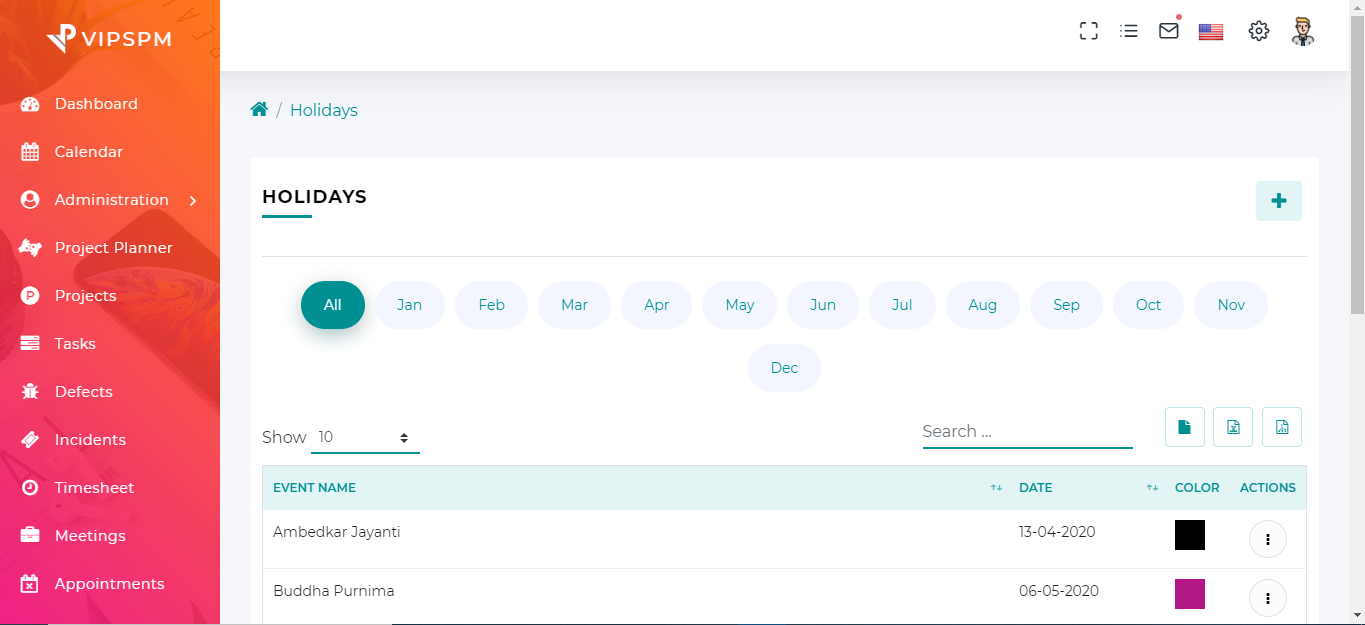 VIPSPM
Dashboard
Calendar
Administration
Project Planner
Projects
Tasks
Defects
Incidents
Timesheet
Meetings
Appointments
/ Holidays
HOLIDAYS
All Jan Feb Mar Apr May Jun Jul Aug Sep Oct Nov
Dec
Show 10
Search ...
EVENT NAME DATE COLOR ACTIONS
Ambedkar Jayanti 13-04-2020
Buddha Purnima 06-05-2020